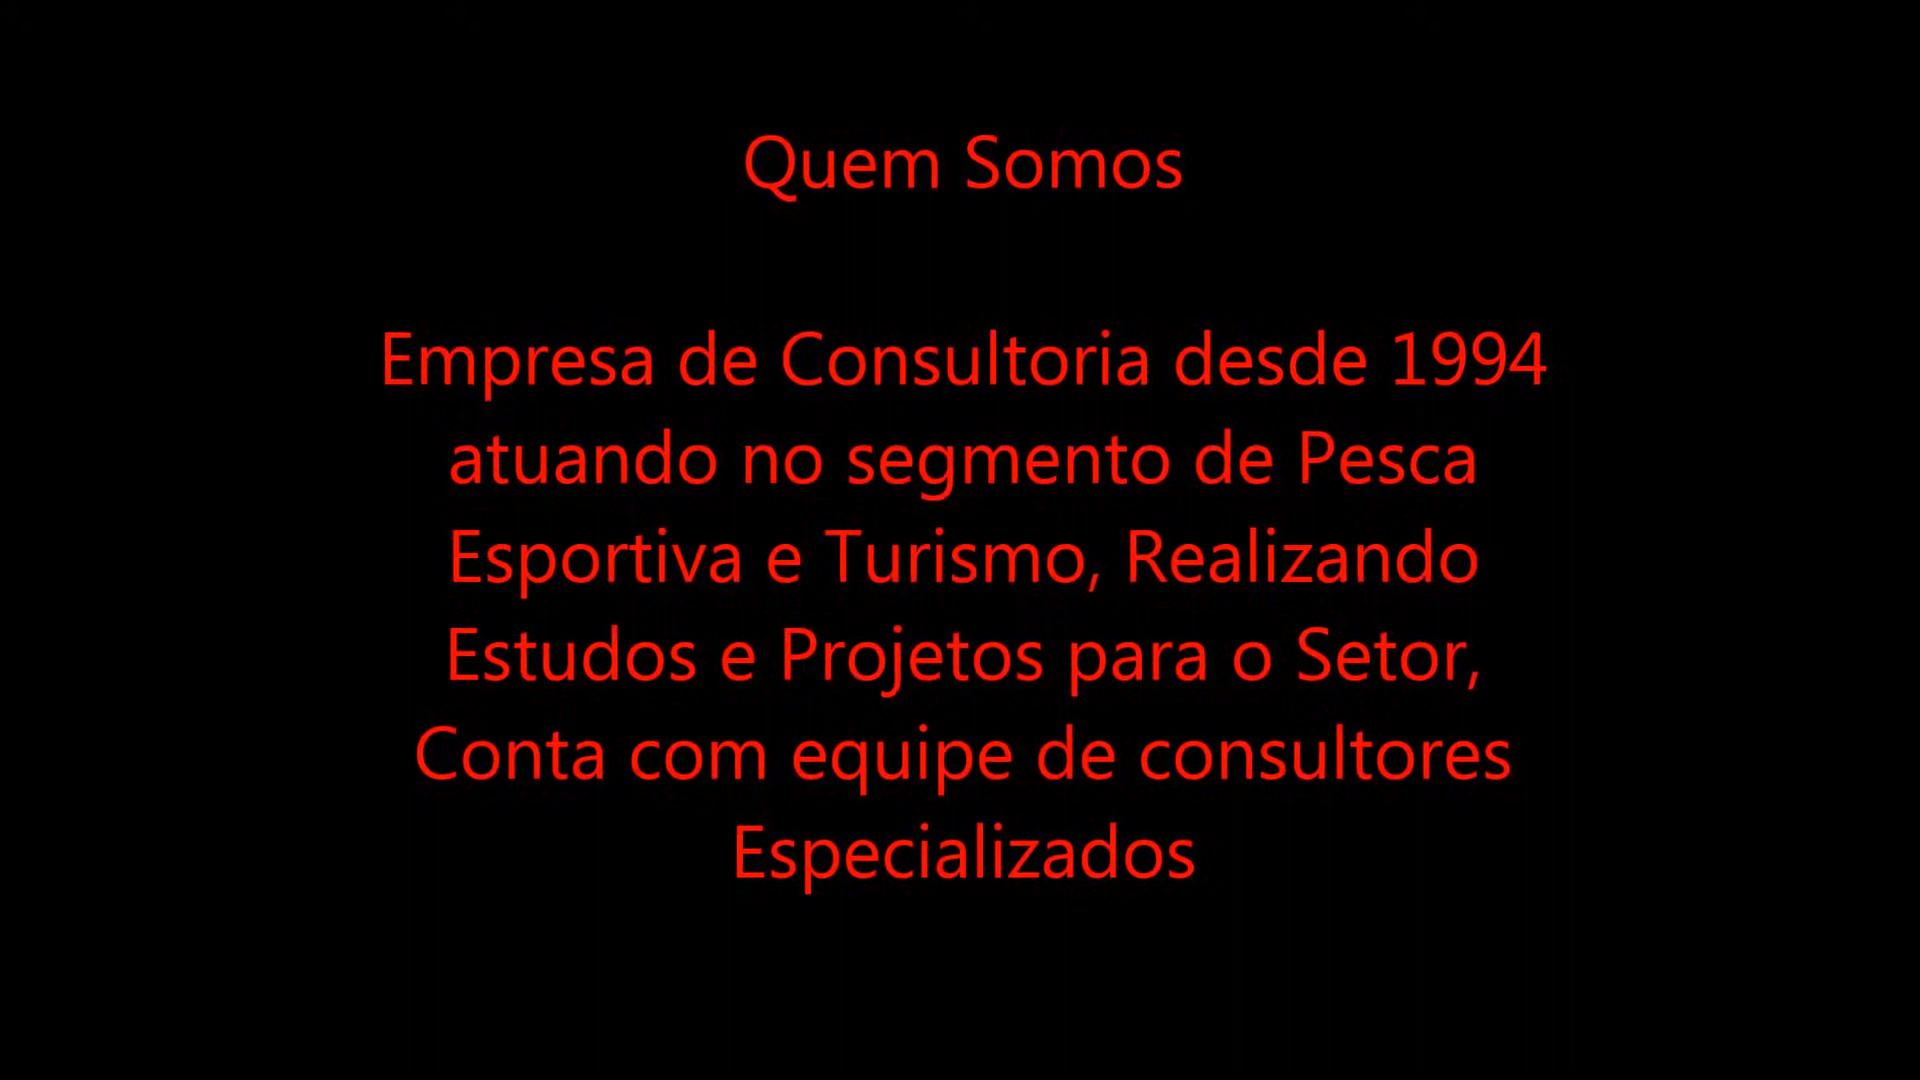 Quem Somos
Empresa de Consultoria desde 1994
atuando no segmento de Pesca
Esportiva e Turismo, Realizando
Estudos e Projetos para o Setor,
Conta com equipe de consultores
Especializados